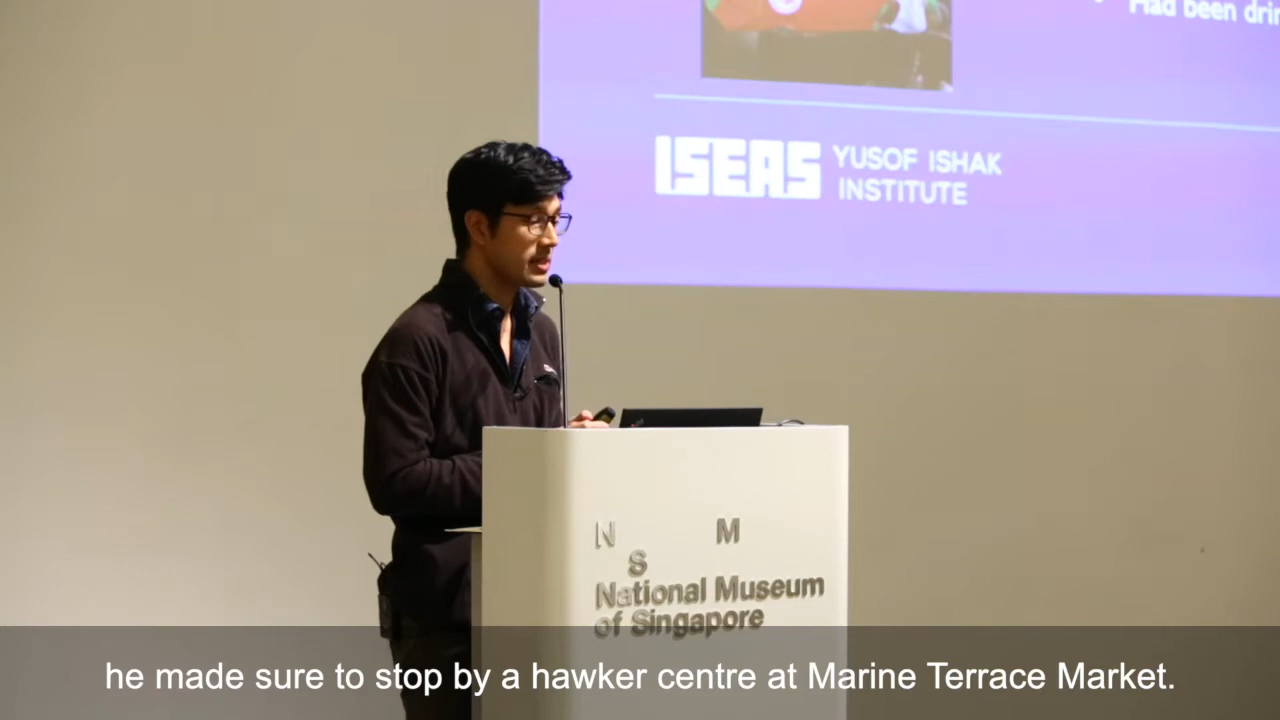 Had been
ISEAS YUSOF ISHAK
INSTITUTE
N M
S
National Museum
of Singapore
he made sure to stop by a hawker centre at Marine Terrace Market.